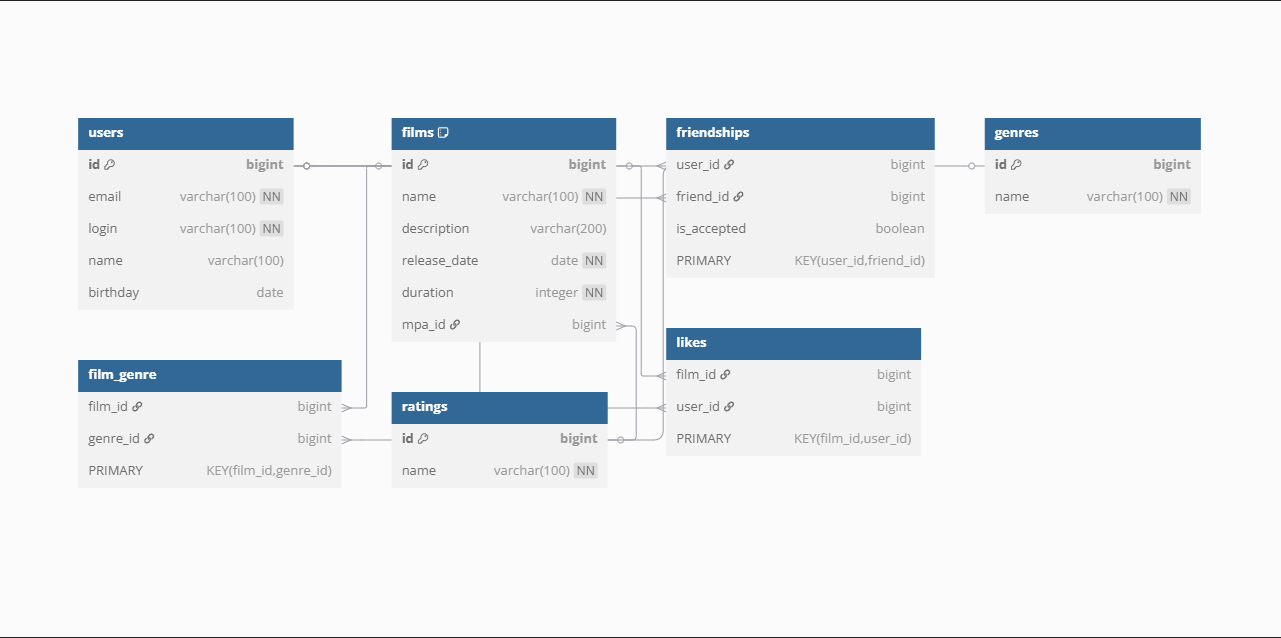 users
id bigint
email varchar(100) NN
login varchar(100) NN
name varchar(100)
birthday date
films
id bigint
name varchar(100) NN
description varchar(200)
release_date date NN
duration integer NN
mpa_id bigint
friendships
user_id bigint
friend_id bigint
is_accepted boolean
PRIMARY KEY(user_id,friend_id)
genres
id bigint
name varchar(100) NN
film_genre
film_id bigint
genre_id bigint
PRIMARY KEY(film_id,genre_id)
ratings
id bigint
name varchar(100) NN
likes
film_id bigint
user_id bigint
PRIMARY KEY(film_id,user_id)